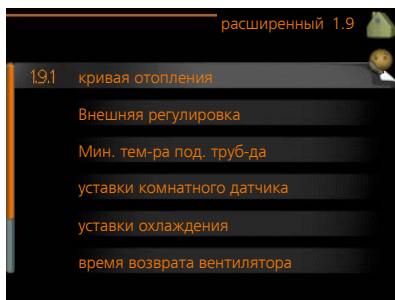 расширенный 1.9
1.9.1 кривая отопления
Внешняя регулировка
Мин. тем-ра под. труб-да
уставки комнатного датчика
уставки охлаждения
время возврата вентилятора